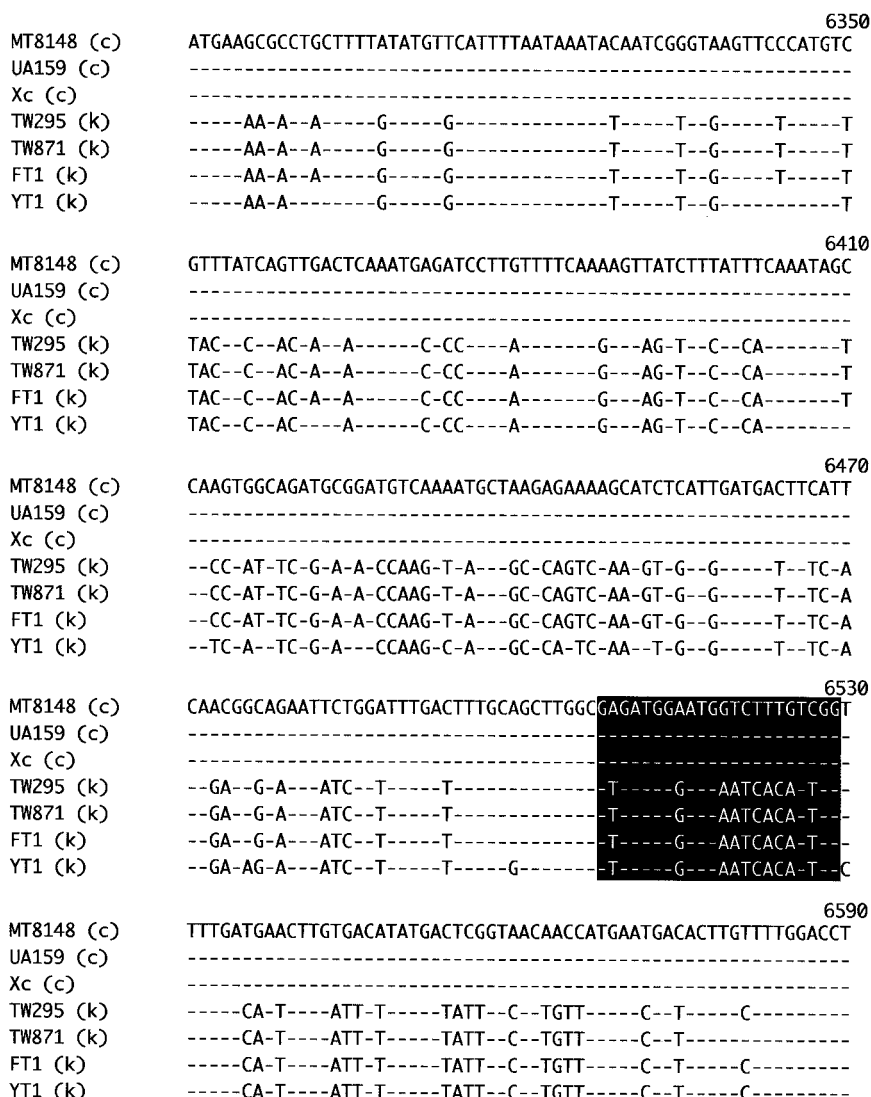 6350
MT8148 (c) ATGAAGCGCCTGCTTTTATATGTTCATTTTAATAAATACAATCGGGTAAGTTCCCATGTC
UA159 (c) ------------------------------------------------------------
Xc (c) ------------------------------------------------------------
TW295 (k) -----AA-A--A-----G-----G--------------T-----T--G-----T-----T
TW871 (k) -----AA-A--A-----G-----G--------------T-----T--G-----T-----T
FT1 (k) -----AA-A--A-----G-----G--------------T-----T--G-----T-----T
YT1 (k) -----AA-A--------G-----G--------------T-----T--G-----------T
6410
MT8148 (c) GTTTATCAGTTGACTCAAATGAGATCCTTGTTTTCAAAAGTTATCTTTATTTCAAATAGC
UA159 (c) ------------------------------------------------------------
Xc (c) ------------------------------------------------------------
TW295 (k) TAC--C--AC-A--A------C-CC----A-------G---AG-T--C--CA-------T
TW871 (k) TAC--C--AC-A--A------C-CC----A-------G---AG-T--C--CA-------T
FT1 (k) TAC--C--AC-A--A------C-CC----A-------G---AG-T--C--CA-------T
YT1 (k) TAC--C--AC----A------C-CC----A-------G---AG-T--C--CA--------
6470
MT8148 (c) CAAGTGGCAGATGCGGATGTCAAAATGCTAAGAGAAAAGCATCTCATTGATGACTTCATT
UA159 (c) ------------------------------------------------------------
Xc (c) ------------------------------------------------------------
TW295 (k) --CC-AT-TC-G-A-A-CCAAG-T-A---GC-CAGTC-AA-GT-G--G-----T--TC-A
TW871 (k) --CC-AT-TC-G-A-A-CCAAG-T-A---GC-CAGTC-AA-GT-G--G-----T--TC-A
FT1 (k) --CC-AT-TC-G-A-A-CCAAG-T-A---GC-CAGTC-AA-GT-G--G-----T--TC-A
YT1 (k) --TC-A--TC-G-A---CCAAG-C-A---GC-CA-TC-AA--T-G--G-----T--TC-A
6530
MT8148 (c) CAACGGCAGAATTCTGGATTTGACTTTGCAGCTTGGCGAGATGGAATGGTCTTTGTCGGT
UA159 (c) ------------------------------------------------------------
Xc (c) ------------------------------------------------------------
TW295 (k) --GA--G-A---ATC--T-----T--------------T-----G---AATCACA-T---
TW871 (k) --GA--G-A---ATC--T-----T--------------T-----G---AATCACA-T---
FT1 (k) --GA--G-A---ATC--T-----T--------------T-----G---AATCACA-T---
YT1 (k) --GA-AG-A---ATC--T-----T-----G--------T-----G---AATCACA-T--C
6590
MT8148 (c) TTTGATGAACTTGTGACATATGACTCGGTAACAACCATGAATGACACTTGTTTTGGACCT
UA159 (c) ------------------------------------------------------------
Xc (c) ------------------------------------------------------------
TW295 (k) -----CA-T----ATT-T-----TATT--C--TGTT-----C--T-----C---------
TW871 (k) -----CA-T----ATT-T-----TATT--C--TGTT-----C--T---------------
FT1 (k) -----CA-T----ATT-T-----TATT--C--TGTT-----C--T-----C---------
YT1 (k) -----CA-T----ATT-T-----TATT--C--TGTT-----C--T-----C---------